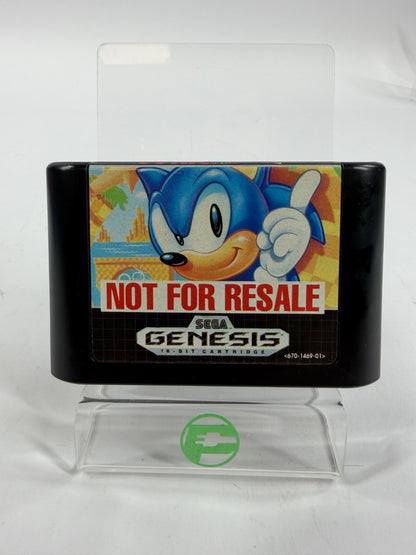 NOT FOR RESALE
SEGA
GENESIS
16-BIT CARTRIDGE
<670-1469-01>